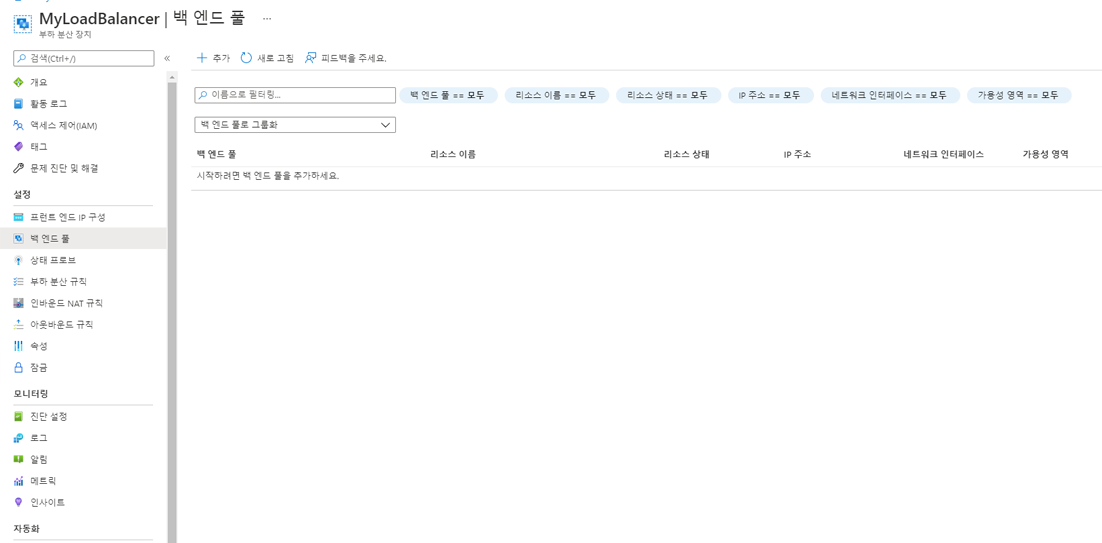 MyLoadBalancer | 백 엔드 풀 ...
부하 분산 장치
검색(Ctrl+/) «
추가 새로 고침 피드백을 주세요.
개요
활동 로그
액세스 제어(IAM)
태그
문제 진단 및 해결
설정
프런트 엔드 IP 구성
백 엔드 풀
상태 프로브
부하 분산 규칙
인바운드 NAT 규칙
아웃바운드 규칙
속성
잠금
모니터링
진단 설정
로그
알림
메트릭
인사이트
자동화
이름으로 필터링... 백 엔드 풀 == 모두 리소스 이름 == 모두 리소스 상태 == 모두 IP 주소 == 모두 네트워크 인터페이스 == 모두 가용성 영역 == 모두
백 엔드 풀로 그룹화
백 엔드 풀 리소스 이름 리소스 상태 IP 주소 네트워크 인터페이스 가용성 영역
시작하려면 백 엔드 풀을 추가하세요.